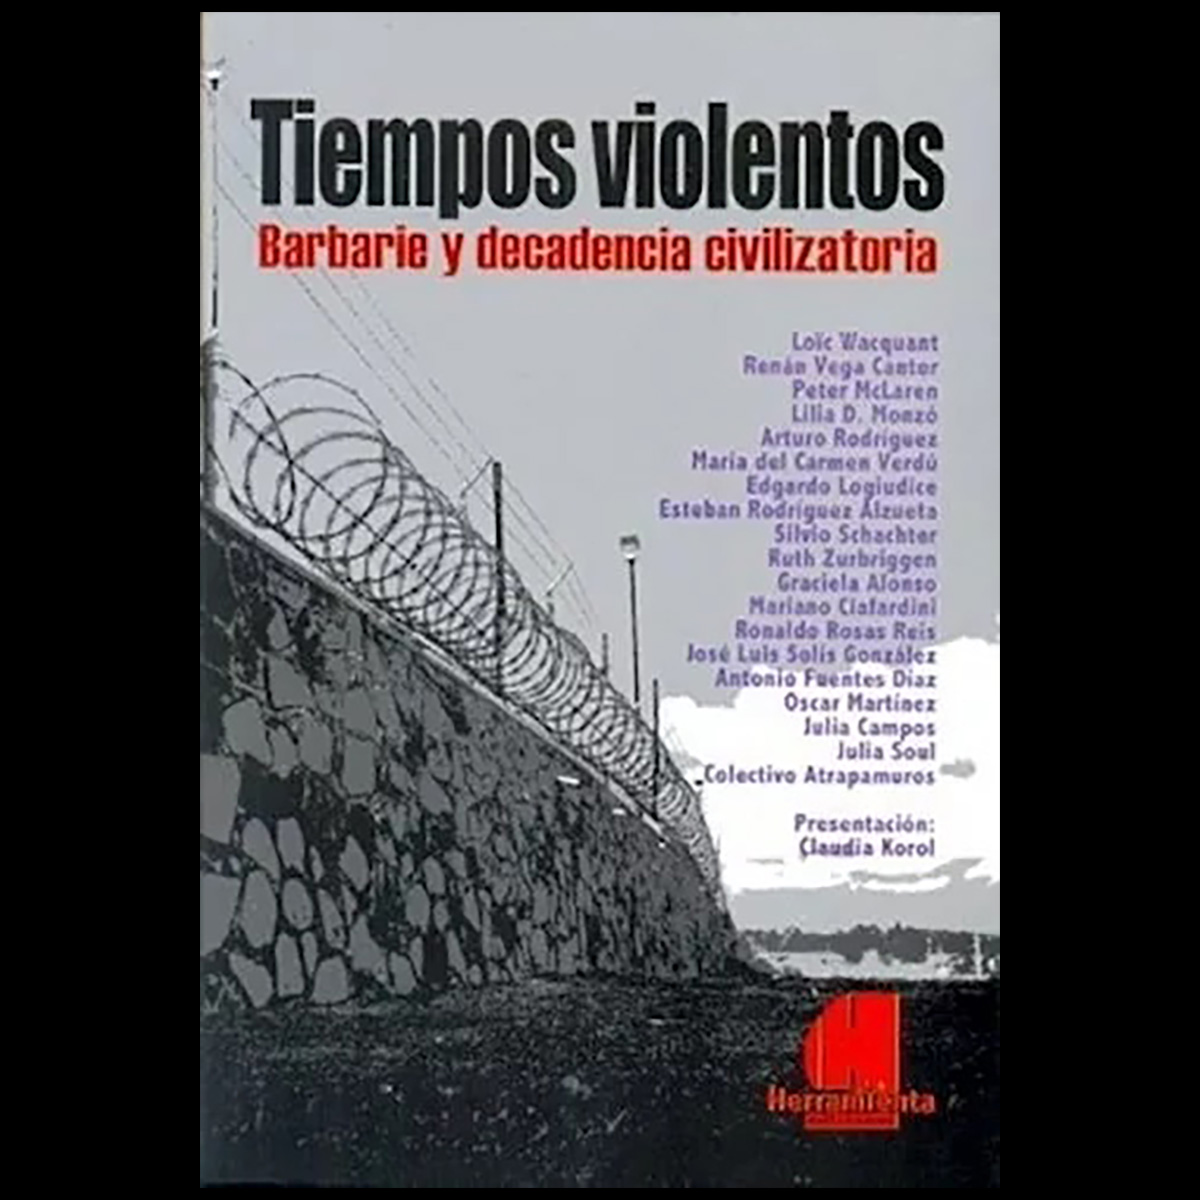 Tiempos violentos
Barbarie y decadencia civilizatoria
Loïc Wacquant
Renán Vega Cantor
Peter McLaren
Lilia D. Monzó
Arturo Rodríguez
María del Carmen Verdú
Edgardo Logiudice
Esteban Rodríguez Alzueta
Silvio Schachter
Ruth Zurbriggen
Graciela Alonso
Mariano Ciafardini
Ronaldo Rosas Reis
José Luis Solís González
Antonio Fuentes Díaz
Oscar Martínez
Julia Campos
Julia Soul
Colectivo Atrapamuros
Presentación:
Claudia Korol
H
Herramienta